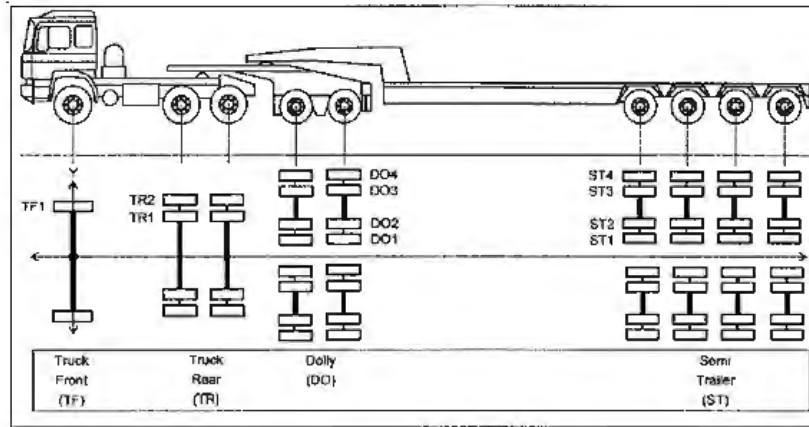 Y
DO4
ST4
TR2
DO3
ST3
TF1
TR1
DO2
ST2
DO1
ST1
Truck
Front
(TF)
Truck
Rear
(TR)
Dolly
(DO)
Semi
Trailer
(ST)